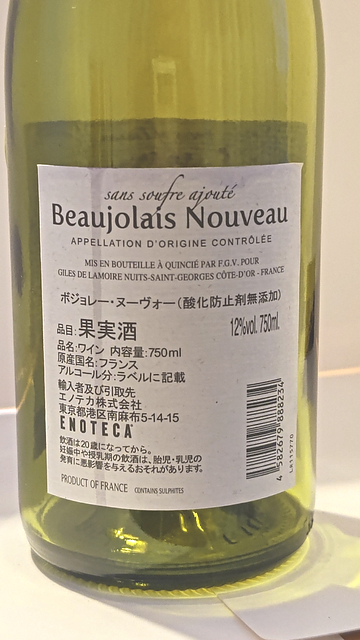 sans soufre ajouté
Beaujolais Nouveau
APPELLATION D'ORIGINE CONTRÔLÉE
MIS EN BOUTEILLE À QUINCIÉ PAR F.G.V. POUR
GILES DE LAMOIRE NUITS-SAINT-GEORGES CÔTE-D'OR - FRANCE
ボジョレー・ヌーヴォー（酸化防止剤無添加）
品目:果実酒 12%vol. 750ml.
品名:ワイン 内容量:750ml
原産国名:フランス
アルコール分:ラベルに記載
輸入者及び引取先
エノテカ株式会社
東京都港区南麻布5-14-15
ENOTECA
飲酒は20歳になってから。
妊娠中や授乳期の飲酒は、胎児・乳児の
発育に悪影響を与えるおそれがあります。
PRODUCT OF FRANCE CONTAINS SULPHITES
4 582679 888234
LA115770